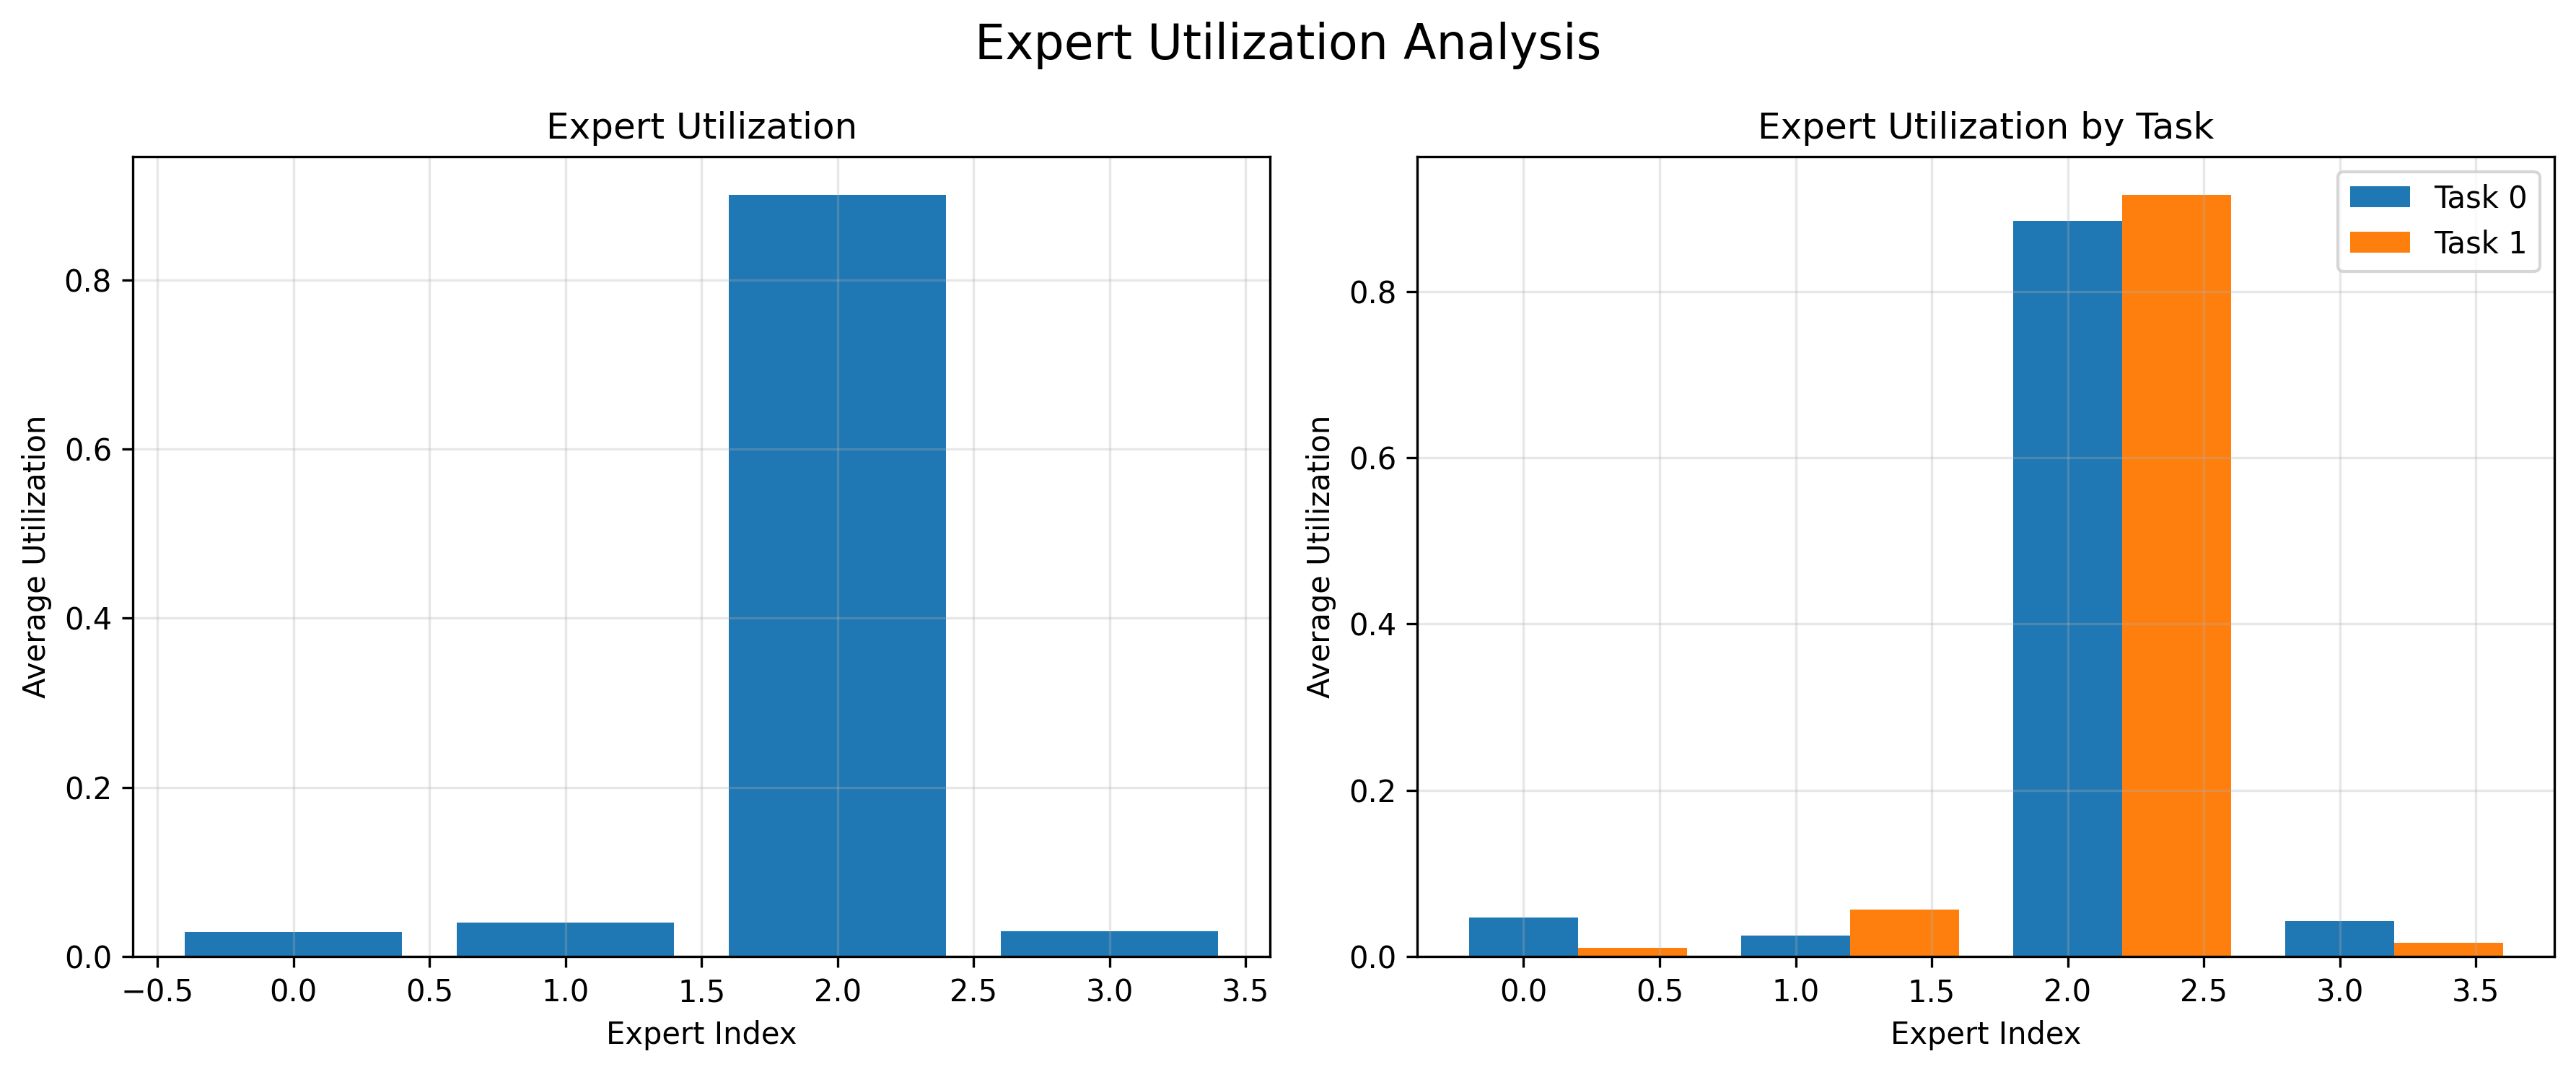 Expert Utilization Analysis
Expert Utilization
Average Utilization
0.8
0.6
0.4
0.2
0.0
−0.5 0.0 0.5 1.0 1.5 2.0 2.5 3.0 3.5
Expert Index
Expert Utilization by Task
Average Utilization
0.8
0.6
0.4
0.2
0.0
Task 0
Task 1
0.0 0.5 1.0 1.5 2.0 2.5 3.0 3.5
Expert Index